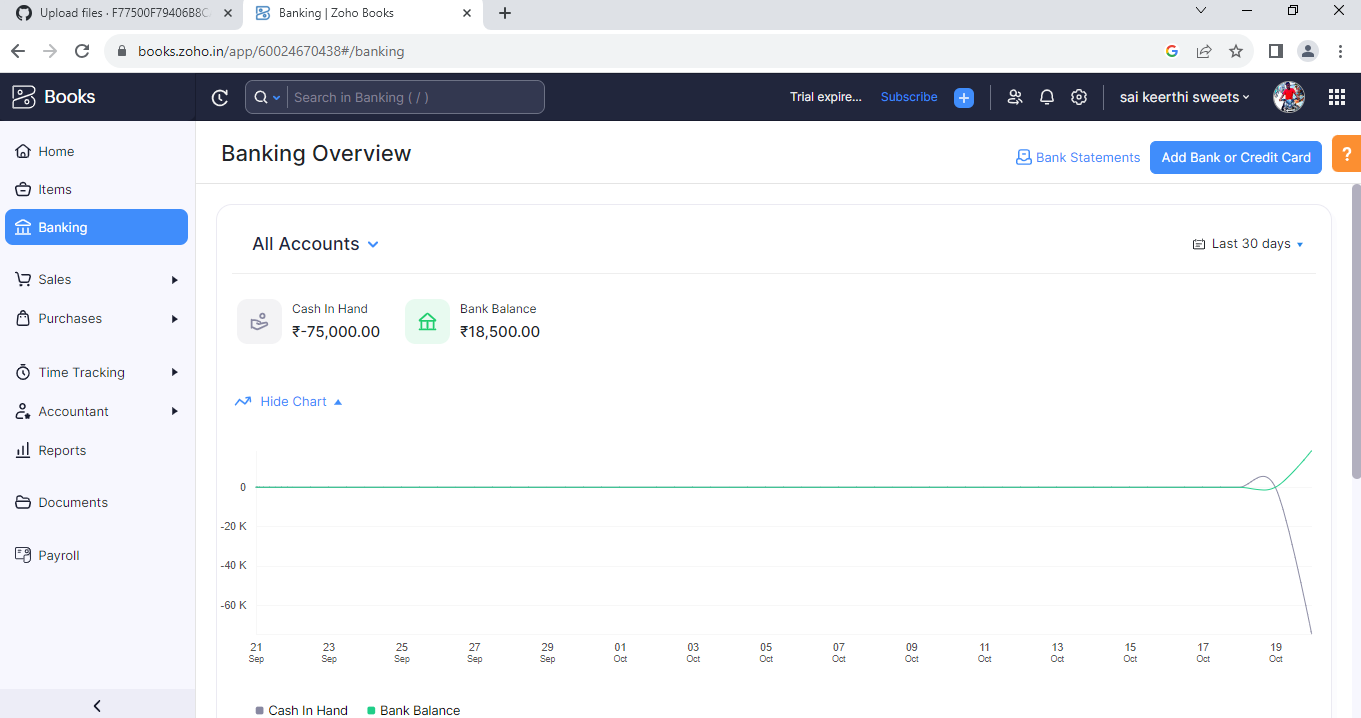 Upload files · F77500F79406B8C
Banking | Zoho Books
books.zoho.in/app/60024670438#/banking
Books
Search in Banking ( / )
Trial expire...
Subscribe
sai keerthi sweets
Home
Items
Banking
Sales
Purchases
Time Tracking
Accountant
Reports
Documents
Payroll
Banking Overview
Bank Statements
Add Bank or Credit Card
?
All Accounts
Last 30 days
Cash In Hand
₹-75,000.00
Bank Balance
₹18,500.00
Hide Chart
0
-20 K
-40 K
-60 K
21 23 25 27 29 01 03 05 07 09 11 13 15 17 19
Sep Sep Sep Sep Sep Oct Oct Oct Oct Oct Oct Oct Oct Oct Oct
Cash In Hand Bank Balance